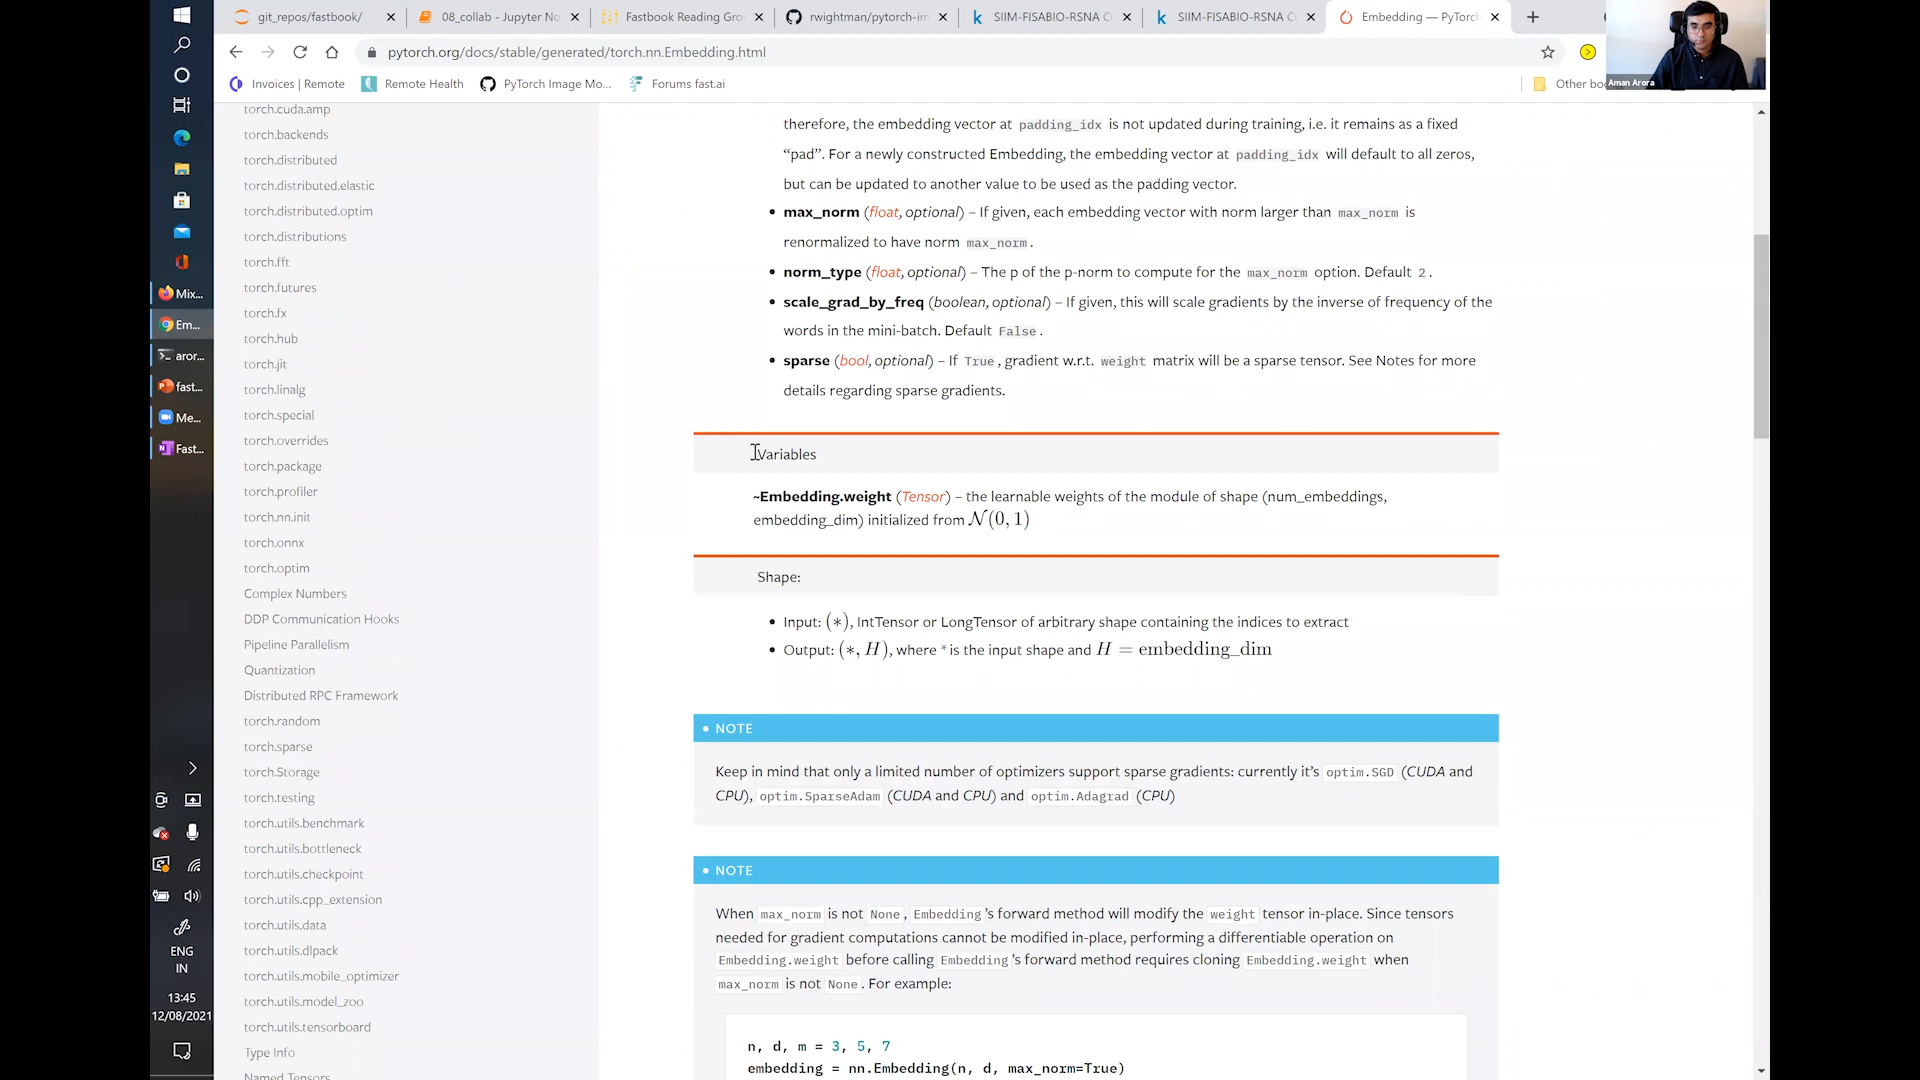 git_repos/fastbook/
08_collab - Jupyter No
Fastbook Reading Gro
rwightman/pytorch-im
SIIM-FISABIO-RSNA C
SIIM-FISABIO-RSNA C
Embedding — PyTorch
pytorch.org/docs/stable/generated/torch.nn.Embedding.html
Invoices | Remote
Remote Health
PyTorch Image Mo...
Forums fast.ai
Other bo
Aman Arora
Mix...
Em...
aror...
fast...
Me...
Fast...
ENG
IN
13:45
12/08/2021
torch.cuda.amp
torch.backends
torch.distributed
torch.distributed.elastic
torch.distributed.optim
torch.distributions
torch.fft
torch.futures
torch.fx
torch.hub
torch.jit
torch.linalg
torch.special
torch.overrides
torch.package
torch.profiler
torch.nn.init
torch.onnx
torch.optim
Complex Numbers
DDP Communication Hooks
Pipeline Parallelism
Quantization
Distributed RPC Framework
torch.random
torch.sparse
torch.Storage
torch.testing
torch.utils.benchmark
torch.utils.bottleneck
torch.utils.checkpoint
torch.utils.cpp_extension
torch.utils.data
torch.utils.dlpack
torch.utils.mobile_optimizer
torch.utils.model_zoo
torch.utils.tensorboard
Type Info
Named Tensors
therefore, the embedding vector at padding_idx is not updated during training, i.e. it remains as a fixed
“pad”. For a newly constructed Embedding, the embedding vector at padding_idx will default to all zeros,
but can be updated to another value to be used as the padding vector.
• max_norm (float, optional) – If given, each embedding vector with norm larger than max_norm is
renormalized to have norm max_norm.
• norm_type (float, optional) – The p of the p-norm to compute for the max_norm option. Default 2.
• scale_grad_by_freq (boolean, optional) – If given, this will scale gradients by the inverse of frequency of the
words in the mini-batch. Default False.
• sparse (bool, optional) – If True, gradient w.r.t. weight matrix will be a sparse tensor. See Notes for more
details regarding sparse gradients.
Variables
~Embedding.weight (Tensor) – the learnable weights of the module of shape (num_embeddings,
embedding_dim) initialized from 𝒩(0, 1)
Shape:
• Input: (∗), IntTensor or LongTensor of arbitrary shape containing the indices to extract
• Output: (∗, H), where * is the input shape and H = embedding_dim
• NOTE
Keep in mind that only a limited number of optimizers support sparse gradients: currently it’s optim.SGD (CUDA and
CPU), optim.SparseAdam (CUDA and CPU) and optim.Adagrad (CPU)
• NOTE
When max_norm is not None, Embedding’s forward method will modify the weight tensor in-place. Since tensors
needed for gradient computations cannot be modified in-place, performing a differentiable operation on
Embedding.weight before calling Embedding’s forward method requires cloning Embedding.weight when
max_norm is not None. For example:
n, d, m = 3, 5, 7
embedding = nn.Embedding(n, d, max_norm=True)